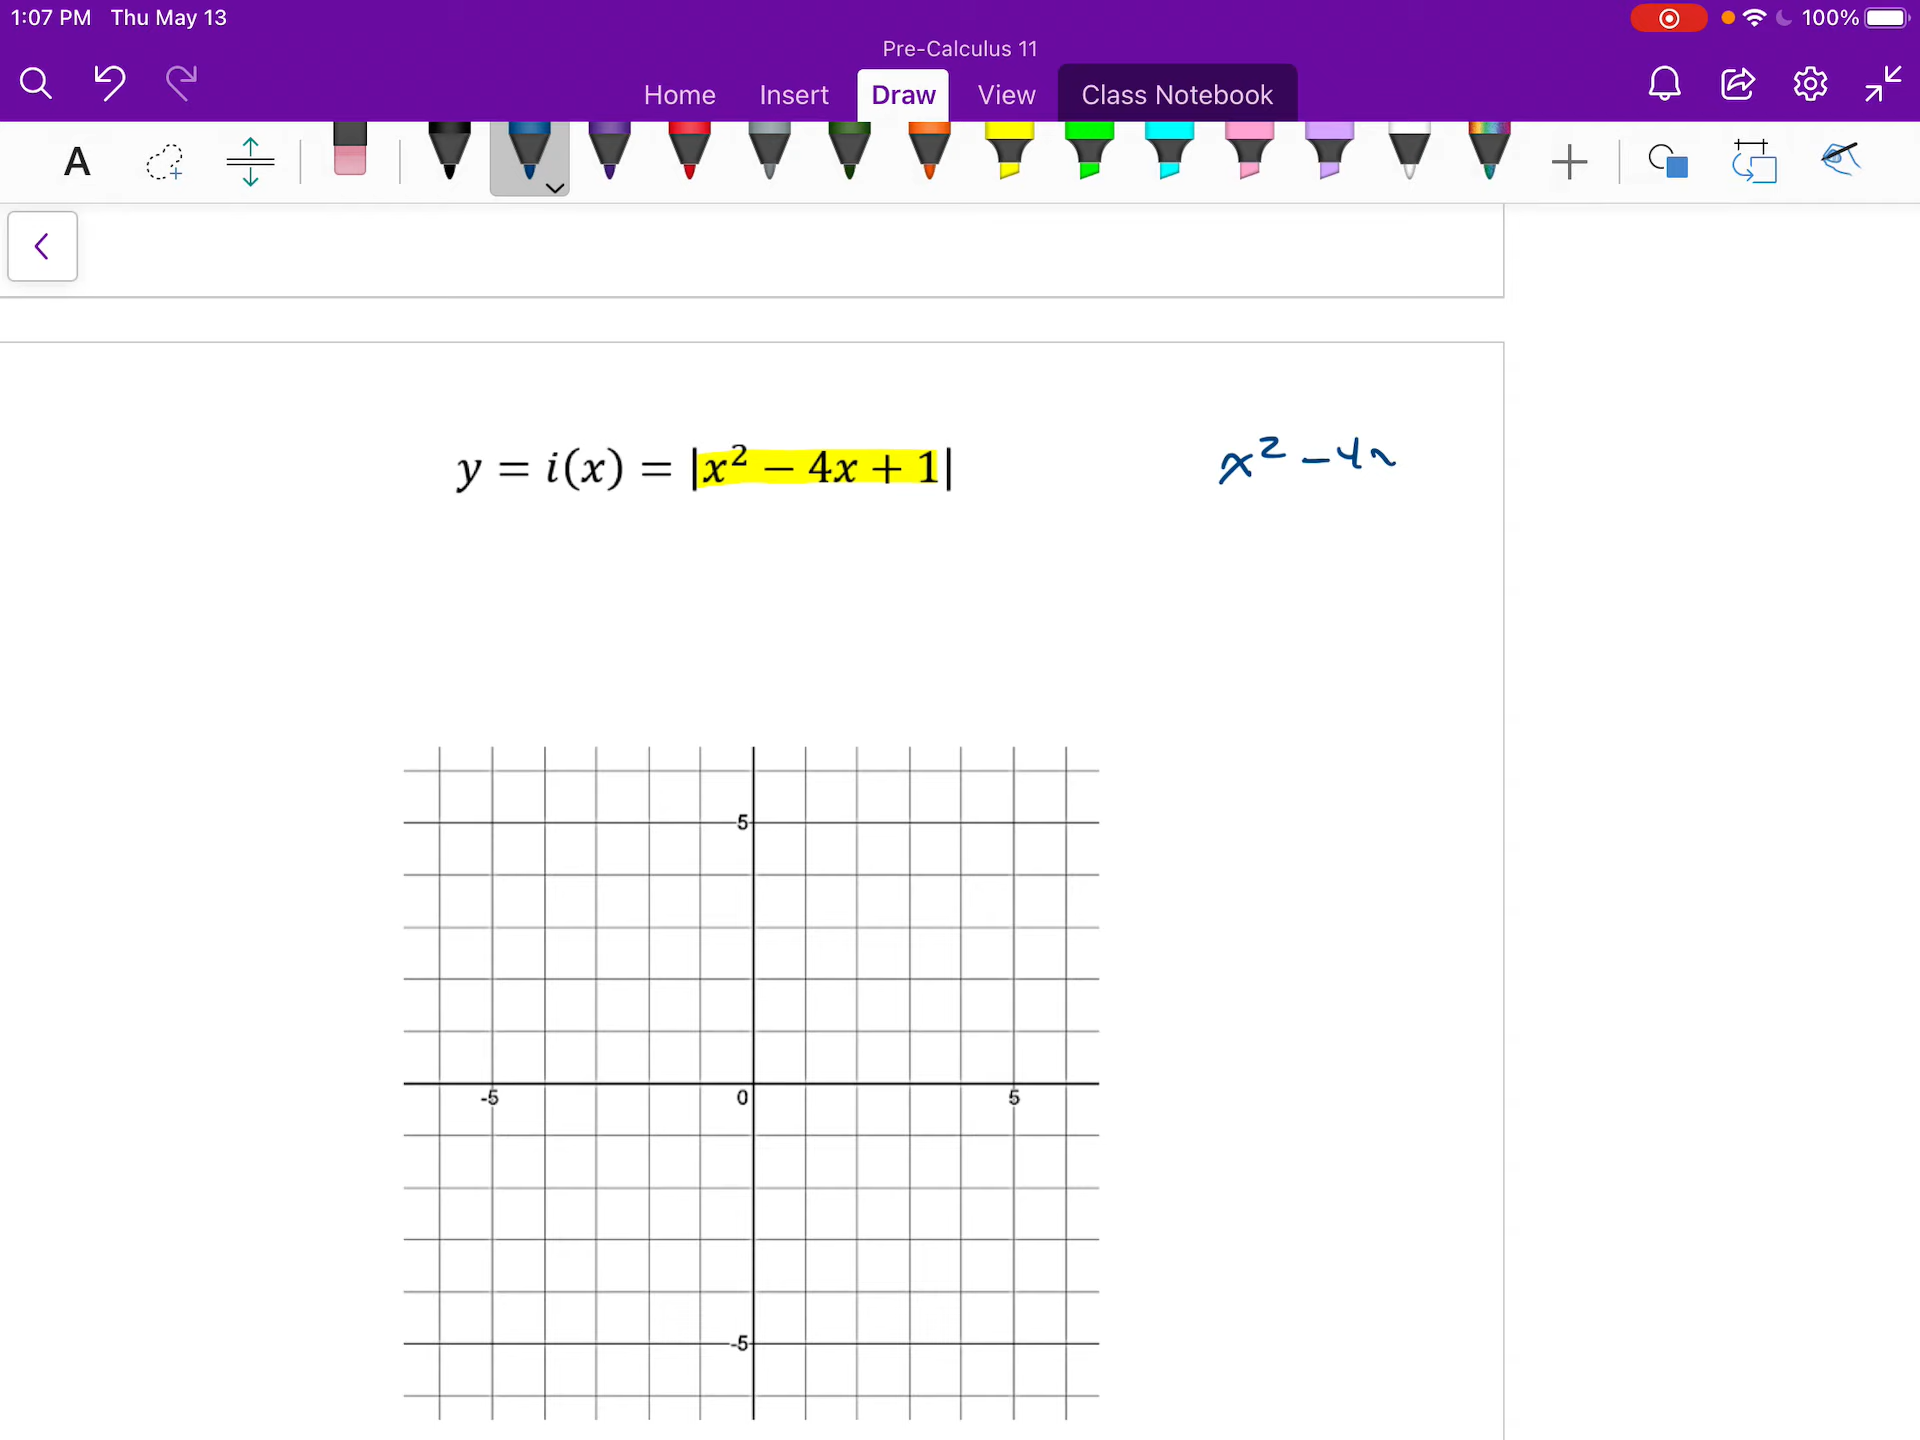 1:07 PM Thu May 13
100%
Pre-Calculus 11
Home Insert Draw View Class Notebook
A
y = i(x) = |x² − 4x + 1|
x² − 4x
5
-5 0 5
-5